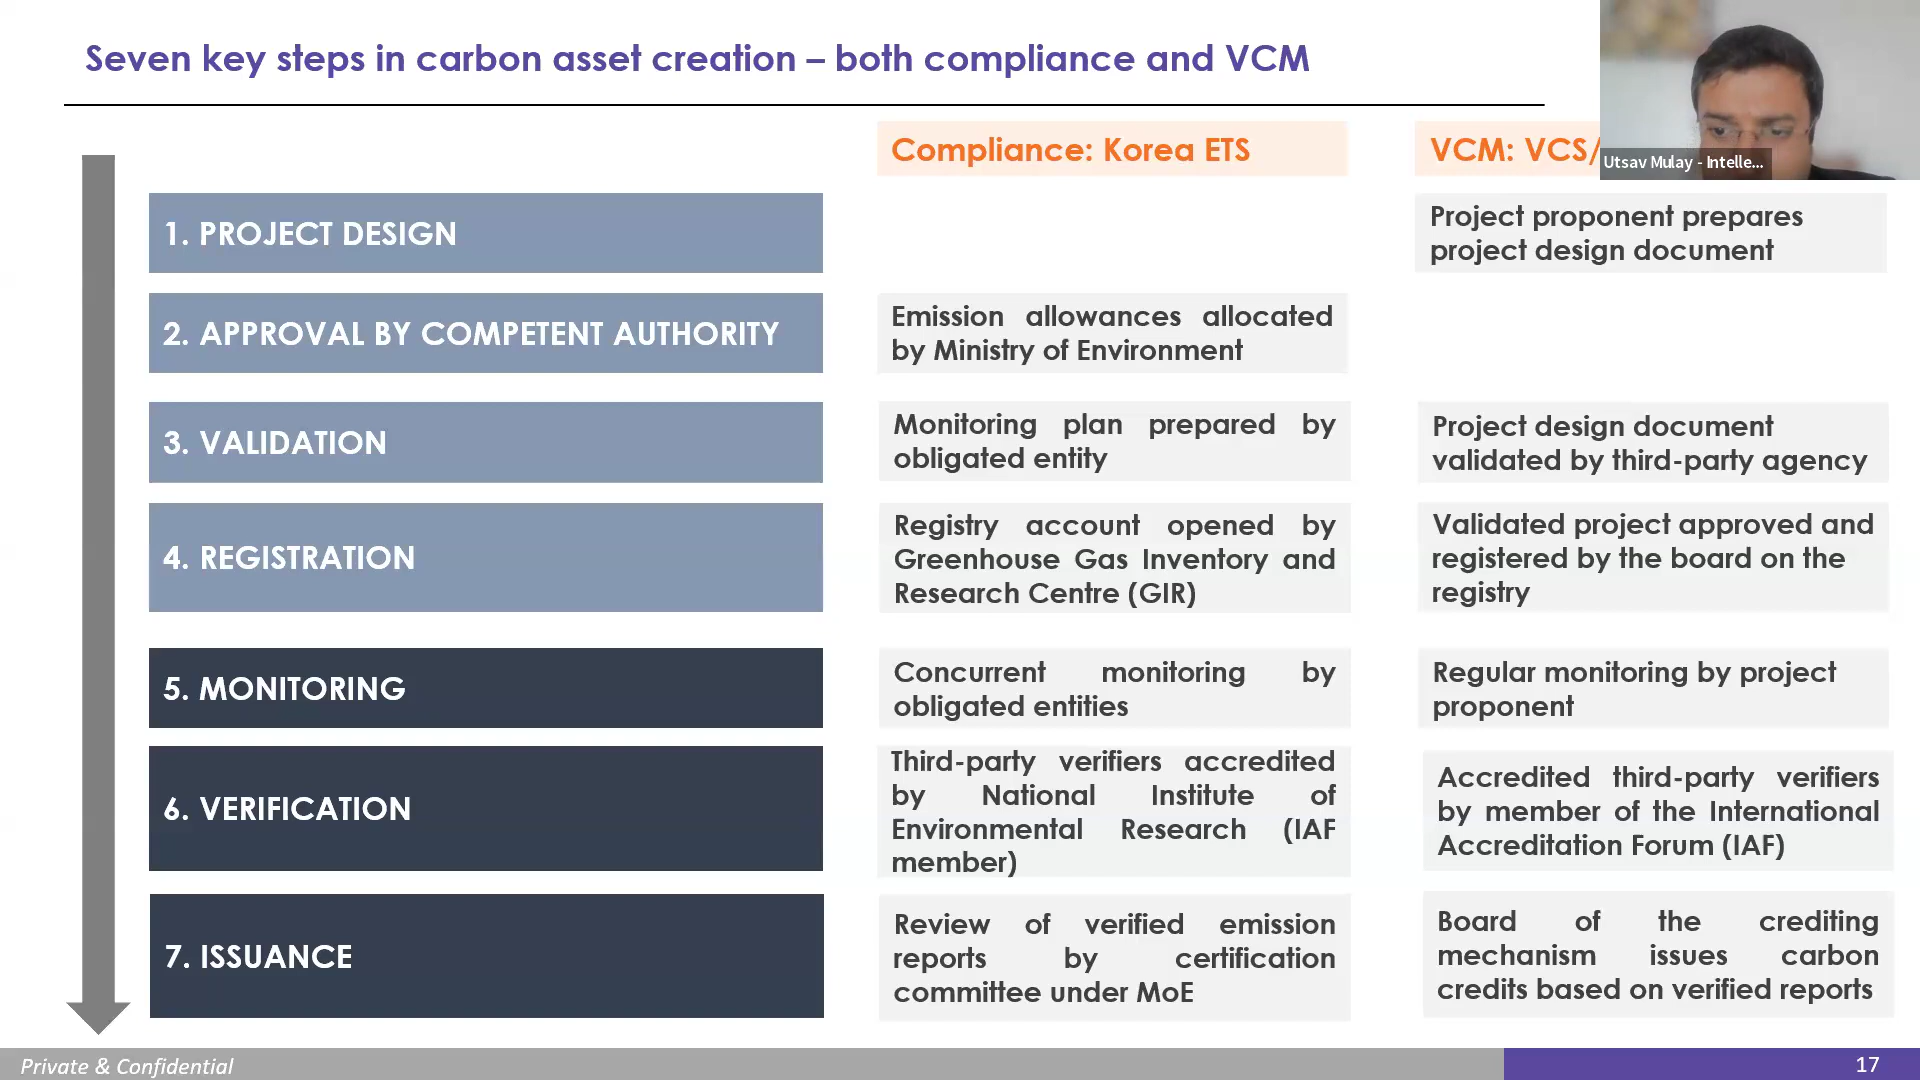 Seven key steps in carbon asset creation – both compliance and VCM
Utsav Mulay - Intelle...
Compliance: Korea ETS
VCM: VCS/
1. PROJECT DESIGN
Project proponent prepares
project design document
2. APPROVAL BY COMPETENT AUTHORITY
Emission allowances allocated
by Ministry of Environment
3. VALIDATION
Monitoring plan prepared by
obligated entity
Project design document
validated by third-party agency
4. REGISTRATION
Registry account opened by
Greenhouse Gas Inventory and
Research Centre (GIR)
Validated project approved and
registered by the board on the
registry
5. MONITORING
Concurrent monitoring by
obligated entities
Regular monitoring by project
proponent
6. VERIFICATION
Third-party verifiers accredited
by National Institute of
Environmental Research (IAF
member)
Accredited third-party verifiers
by member of the International
Accreditation Forum (IAF)
7. ISSUANCE
Review of verified emission
reports by certification
committee under MoE
Board of the crediting
mechanism issues carbon
credits based on verified reports
Private & Confidential
17